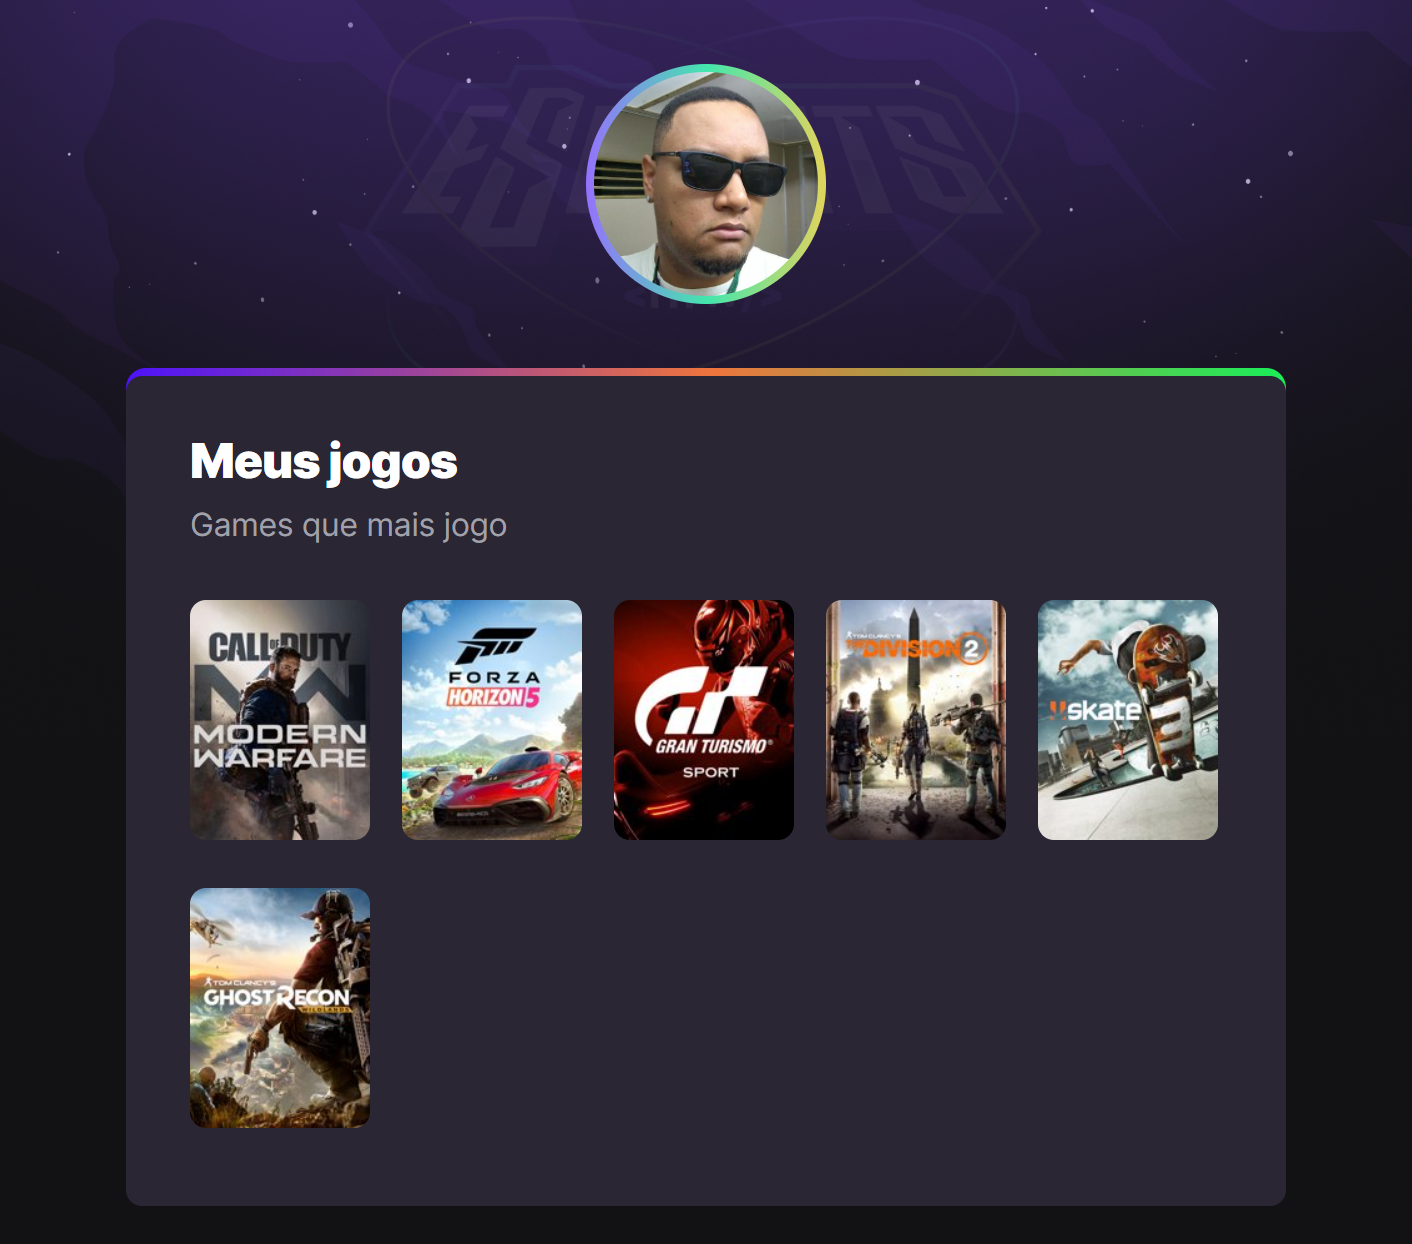 ESPORTS
Meus jogos
Games que mais jogo
CALL OF DUTY
MW
MODERN
WARFARE
FORZA
HORIZON 5
GT
GRAN TURISMO®
SPORT
TOM CLANCY'S
THE DIVISION 2
skate
3
TOM CLANCY'S
GHOST RECON
WILDLANDS